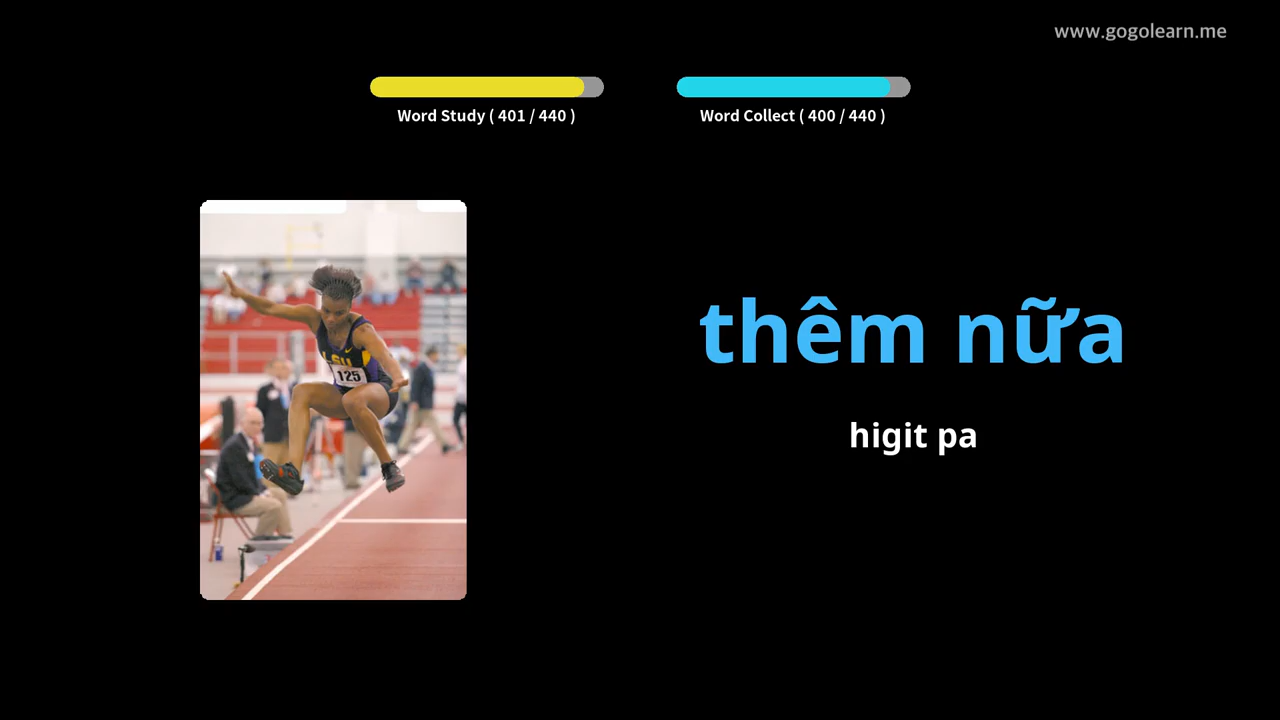 www.gogolearn.me
Word Study ( 401 / 440 )
Word Collect ( 400 / 440 )
LSU
125
thêm nữa
higit pa